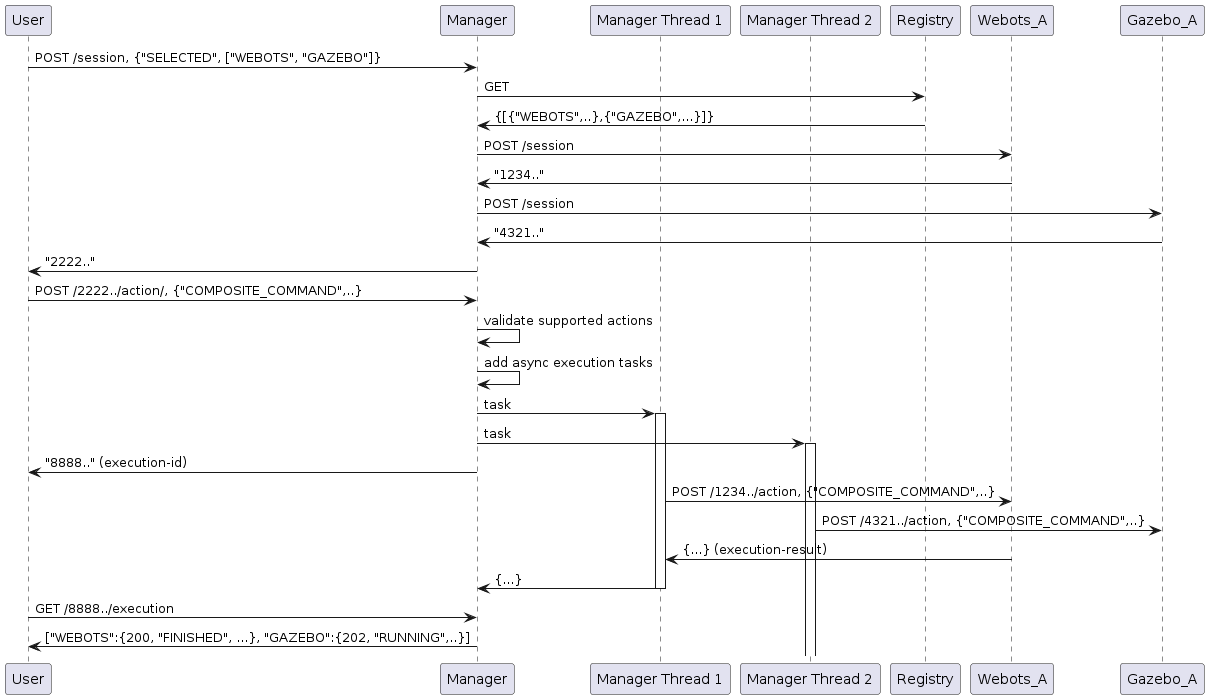 User Manager Manager Thread 1 Manager Thread 2 Registry Webots_A Gazebo_A
POST /session, {"SELECTED", ["WEBOTS", "GAZEBO"]}
GET
{[{"WEBOTS",..},{"GAZEBO",...}]}
POST /session
"1234.."
POST /session
"4321.."
"2222.."
POST /2222../action/, {"COMPOSITE_COMMAND",..}
validate supported actions
add async execution tasks
task
task
"8888.." (execution-id)
POST /1234../action, {"COMPOSITE_COMMAND",..}
POST /4321../action, {"COMPOSITE_COMMAND",..}
{...} (execution-result)
{...}
GET /8888../execution
["WEBOTS":{200, "FINISHED", ...}, "GAZEBO":{202, "RUNNING",..}]
User Manager Manager Thread 1 Manager Thread 2 Registry Webots_A Gazebo_A